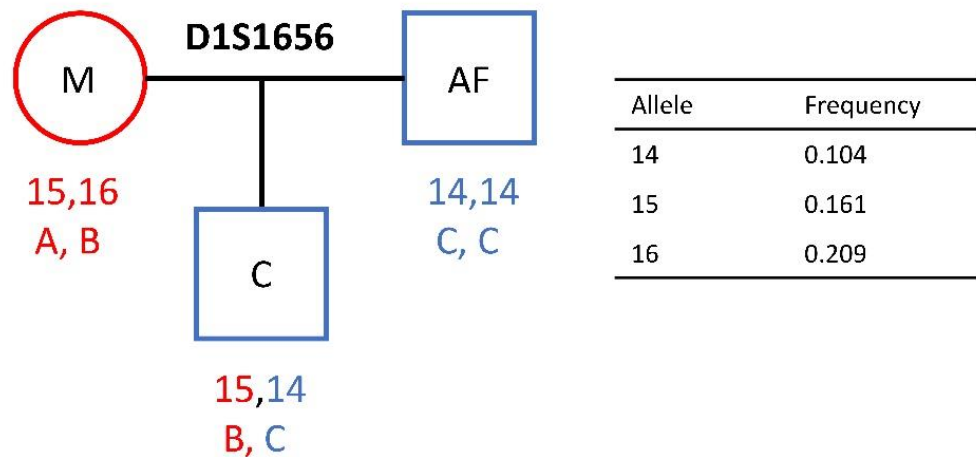 D1S1656
M
AF
15,16
A, B
14,14
C, C
C
15,14
B, C
Allele Frequency
14 0.104
15 0.161
16 0.209